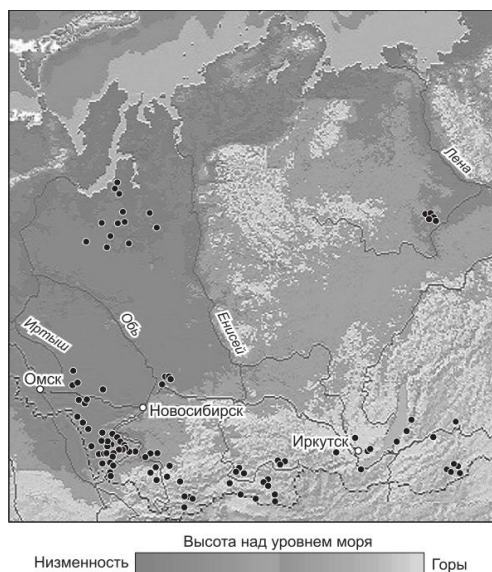 Лена
Енисей
Обь
Иртыш
Омск
Новосибирск
Иркутск
Высота над уровнем моря
Низменность
Горы